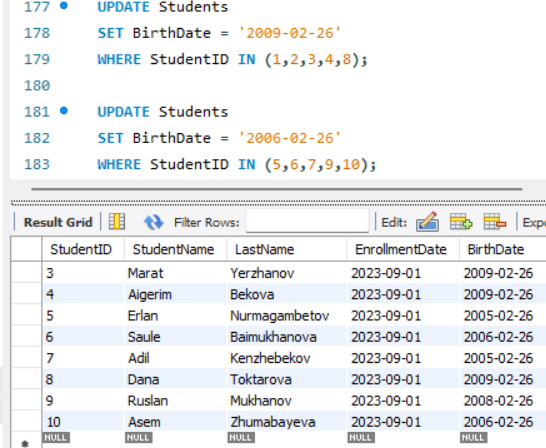 177 UPDATE Students
178 SET BirthDate = '2009-02-26'
179 WHERE StudentID IN (1,2,3,4,8);
180
181 UPDATE Students
182 SET BirthDate = '2006-02-26'
183 WHERE StudentID IN (5,6,7,9,10);
Result Grid Filter Rows: Edit: Expo
StudentID StudentName LastName EnrollmentDate BirthDate
3 Marat Yerzhanov 2023-09-01 2009-02-26
4 Aigerim Bekova 2023-09-01 2009-02-26
5 Erlan Nurmagambetov 2023-09-01 2005-02-26
6 Saule Baimukhanova 2023-09-01 2006-02-26
7 Adil Kenzhebekov 2023-09-01 2005-02-26
8 Dana Toktarova 2023-09-01 2009-02-26
9 Ruslan Mukhanov 2023-09-01 2008-02-26
10 Asem Zhumabayeva 2023-09-01 2006-02-26
NULL NULL NULL NULL NULL